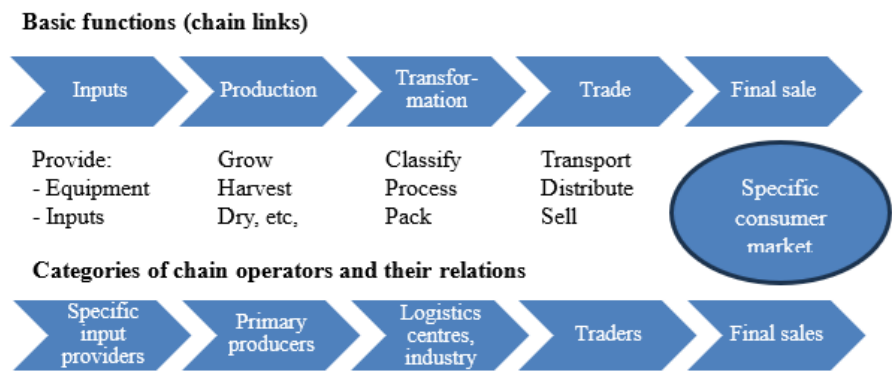 Basic functions (chain links)
Inputs
Production
Transfor-
mation
Trade
Final sale
Provide:
- Equipment
- Inputs
Grow
Harvest
Dry, etc,
Classify
Process
Pack
Transport
Distribute
Sell
Specific
consumer
market
Categories of chain operators and their relations
Specific
input
providers
Primary
producers
Logistics
centres,
industry
Traders
Final sales